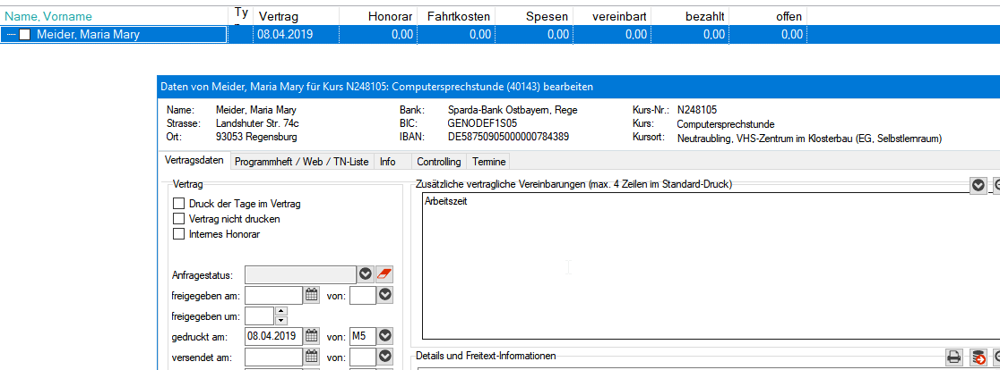 Name, Vorname Ty Vertrag Honorar Fahrtkosten Spesen vereinbart bezahlt offen
Meider, Maria Mary 08.04.2019 0,00 0,00 0,00 0,00 0,00 0,00
Daten von Meider, Maria Mary für Kurs N248105: Computersprechstunde (40143) bearbeiten
Name: Meider, Maria Mary Bank: Sparda-Bank Ostbayern, Rege Kurs-Nr.: N248105
Strasse: Landshuter Str. 74c BIC: GENODEF1S05 Kurs: Computersprechstunde
Ort: 93053 Regensburg IBAN: DE58750905000000784389 Kursort: Neutraubling, VHS-Zentrum im Klosterbau (EG, Selbstlernraum)
Vertragsdaten Programmheft / Web / TN-Liste Info Controlling Termine
Vertrag Zusätzliche vertragliche Vereinbarungen (max. 4 Zeilen im Standard-Druck)
Druck der Tage im Vertrag Arbeitszeit
Vertrag nicht drucken
Internes Honorar
Anfragestatus:
freigegeben am: von:
freigegeben um:
gedruckt am: 08.04.2019 von: M5
versendet am: von:
Details und Freitext-Informationen